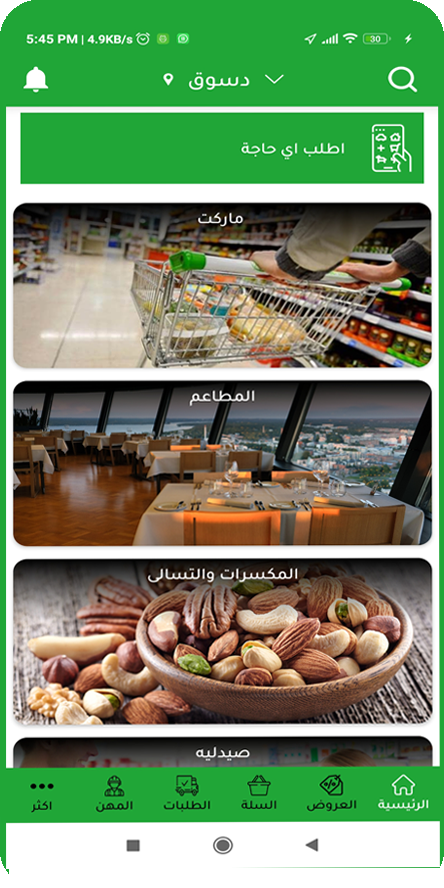 5:45 PM | 4.9KB/s
30
دسوق
اطلب اي حاجة
ماركت
المطاعم
المكسرات والتسالى
صيدليه
الرئيسية
العروض
السلة
الطلبات
المهن
اكثر